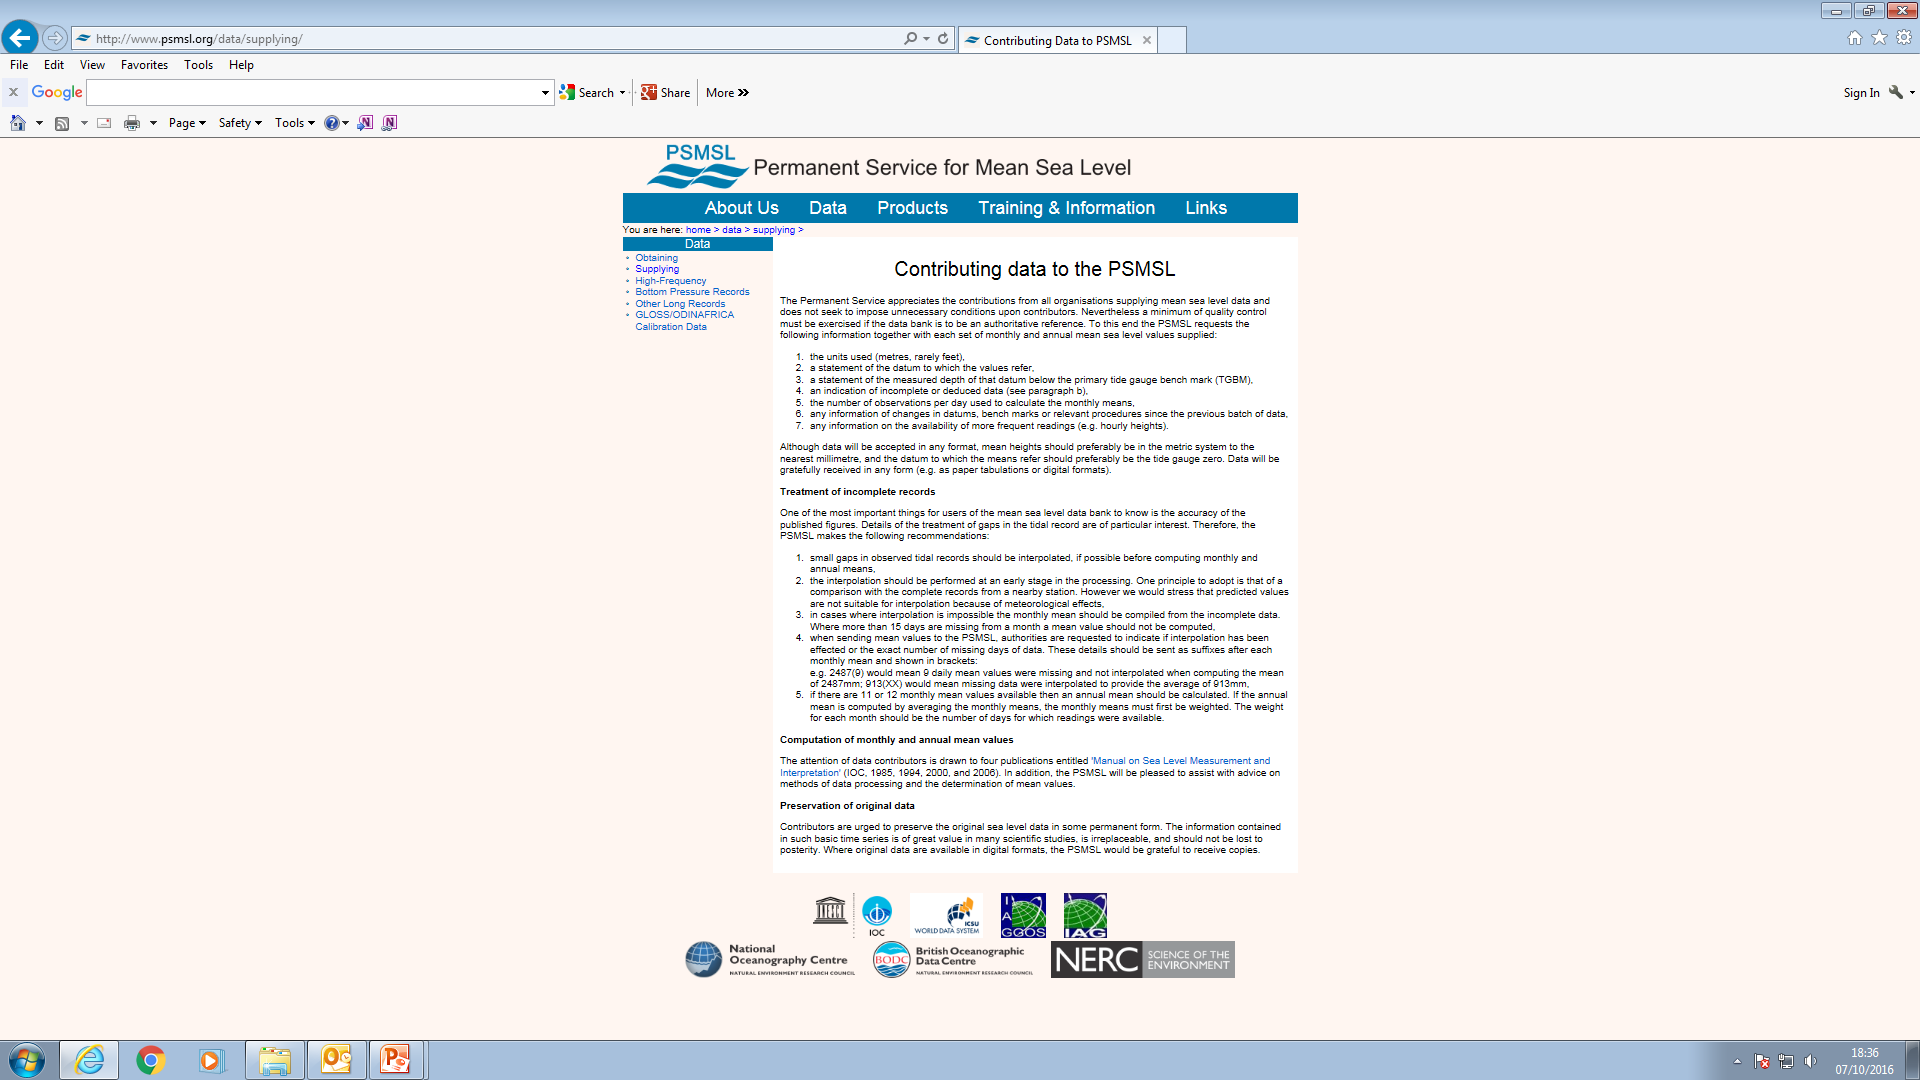 http://www.psmsl.org/data/supplying/
Contributing Data to PSMSL
File Edit View Favorites Tools Help
x Google Search Share More »
Sign In
Page Safety Tools
PSMSL
Permanent Service for Mean Sea Level
About Us Data Products Training & Information Links
You are here: home > data > supplying >
Data
Obtaining
Supplying
High-Frequency
Bottom Pressure Records
Other Long Records
GLOSS/ODINAFRICA
Calibration Data
Contributing data to the PSMSL
The Permanent Service appreciates the contributions from all organisations supplying mean sea level data and
does not seek to impose unnecessary conditions upon contributors. Nevertheless a minimum of quality control
must be exercised if the data bank is to be an authoritative reference. To this end the PSMSL requests the
following information together with each set of monthly and annual mean sea level values supplied:
1. the units used (metres, rarely feet),
2. a statement of the datum to which the values refer,
3. a statement of the measured depth of that datum below the primary tide gauge bench mark (TGBM),
4. an indication of incomplete or deduced data (see paragraph b),
5. the number of observations per day used to calculate the monthly means,
6. any information of changes in datums, bench marks or relevant procedures since the previous batch of data,
7. any information on the availability of more frequent readings (e.g. hourly heights).
Although data will be accepted in any format, mean heights should preferably be in the metric system to the
nearest millimetre, and the datum to which the means refer should preferably be the tide gauge zero. Data will be
gratefully received in any form (e.g. as paper tabulations or digital formats).
Treatment of incomplete records
One of the most important things for users of the mean sea level data bank to know is the accuracy of the
published figures. Details of the treatment of gaps in the tidal record are of particular interest. Therefore, the
PSMSL makes the following recommendations:
1. small gaps in observed tidal records should be interpolated, if possible before computing monthly and
annual means,
2. the interpolation should be performed at an early stage in the processing. One principle to adopt is that of a
comparison with the complete records from a nearby station. However we would stress that predicted values
are not suitable for interpolation because of meteorological effects,
3. in cases where interpolation is impossible the monthly mean should be compiled from the incomplete data.
Where more than 15 days are missing from a month a mean value should not be computed,
4. when sending mean values to the PSMSL, authorities are requested to indicate if interpolation has been
effected or the exact number of missing days of data. These details should be sent as suffixes after each
monthly mean and shown in brackets:
e.g. 2487(9) would mean 9 daily mean values were missing and not interpolated when computing the mean
of 2487mm; 913(XX) would mean missing data were interpolated to provide the average of 913mm,
5. if there are 11 or 12 monthly mean values available then an annual mean should be calculated. If the annual
mean is computed by averaging the monthly means, the monthly means must first be weighted. The weight
for each month should be the number of days for which readings were available.
Computation of monthly and annual mean values
The attention of data contributors is drawn to four publications entitled 'Manual on Sea Level Measurement and
Interpretation' (IOC, 1985, 1994, 2000, and 2006). In addition, the PSMSL will be pleased to assist with advice on
methods of data processing and the determination of mean values.
Preservation of original data
Contributors are urged to preserve the original sea level data in some permanent form. The information contained
in such basic time series is of great value in many scientific studies, is irreplaceable, and should not be lost to
posterity. Where original data are available in digital formats, the PSMSL would be grateful to receive copies.
IOC
ICSU
WORLD DATA SYSTEM
IA
GGOS
IAG
National
Oceanography Centre
NATURAL ENVIRONMENT RESEARCH COUNCIL
BODC
British Oceanographic
Data Centre
NATURAL ENVIRONMENT RESEARCH COUNCIL
NERC SCIENCE OF THE
ENVIRONMENT
18:36
07/10/2016